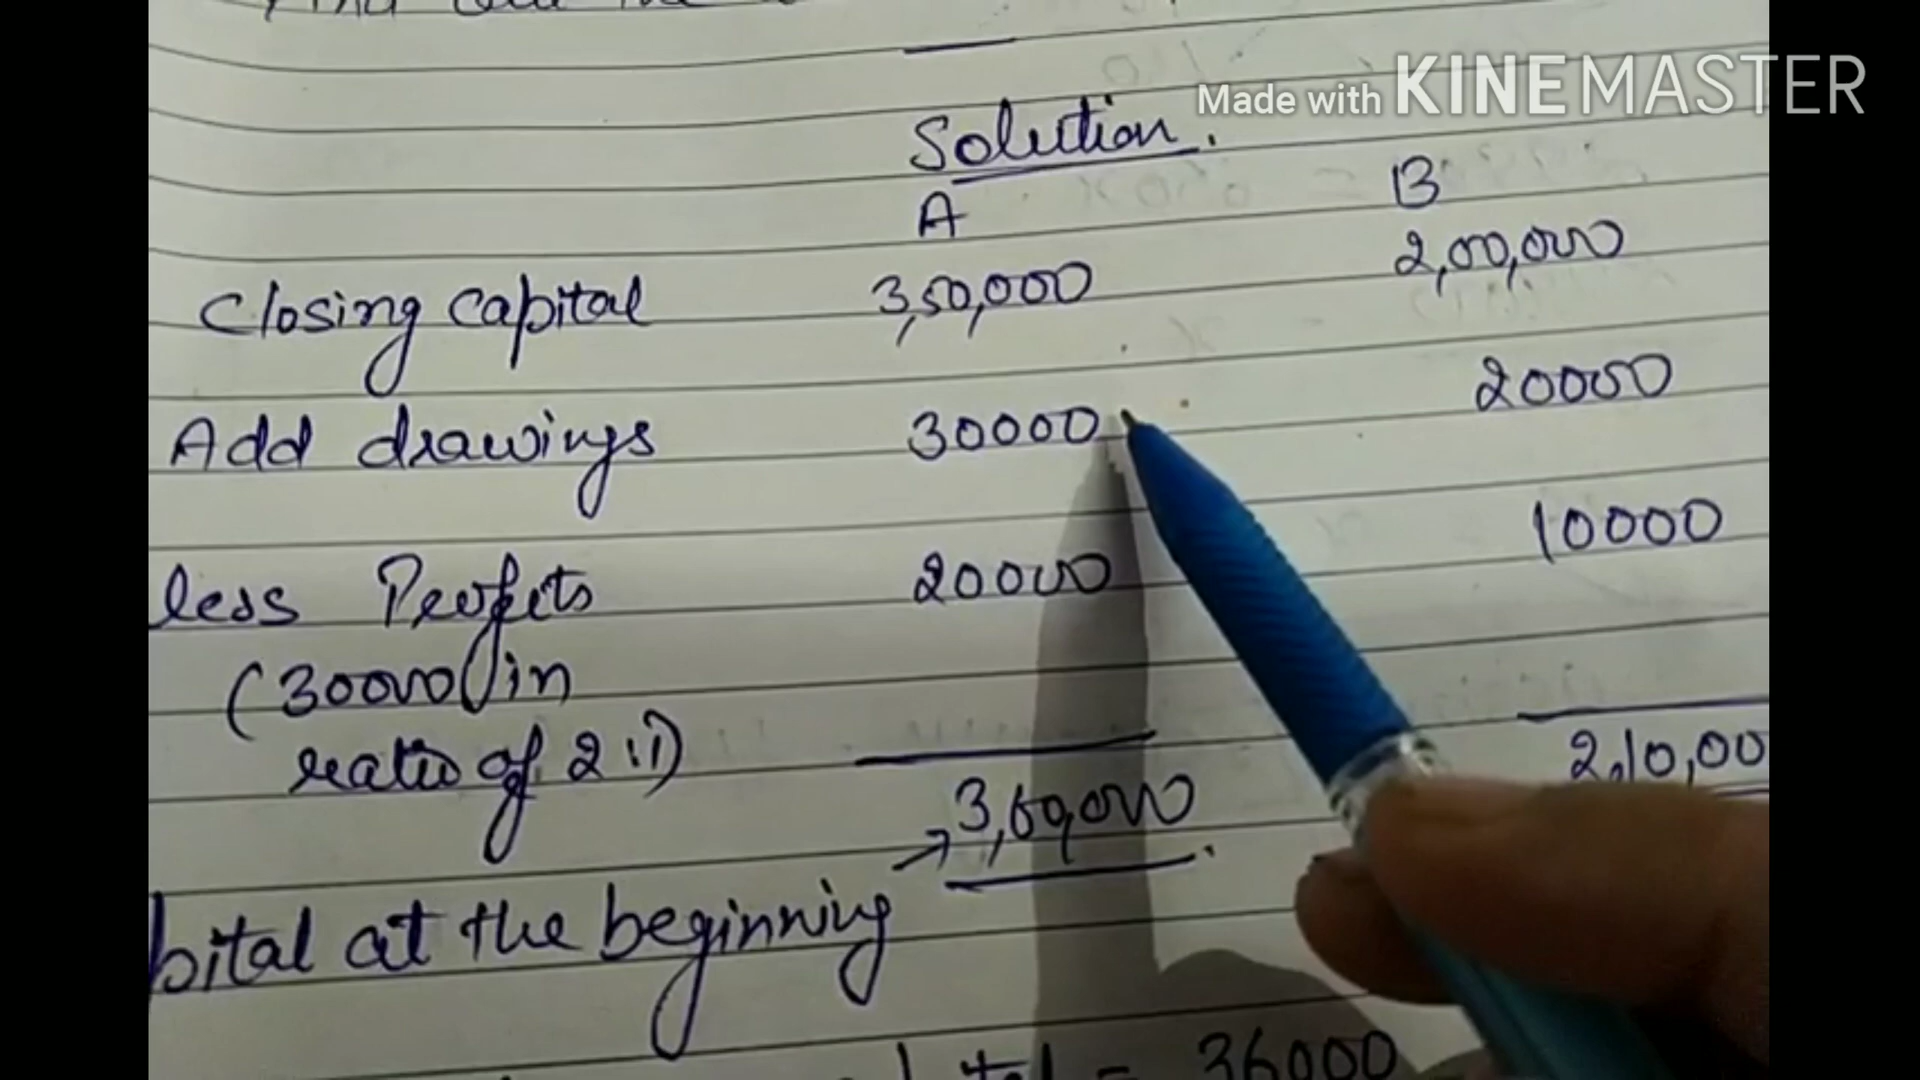 Made with KINEMASTER
Solution.
A B
Closing capital 3,50,000 2,00,000
Add drawings 30000 20000
less Profits 20000 10000
(30000 in
ratio of 2:1)
3,60,000 2,10,00
pital at the beginning
= 36000